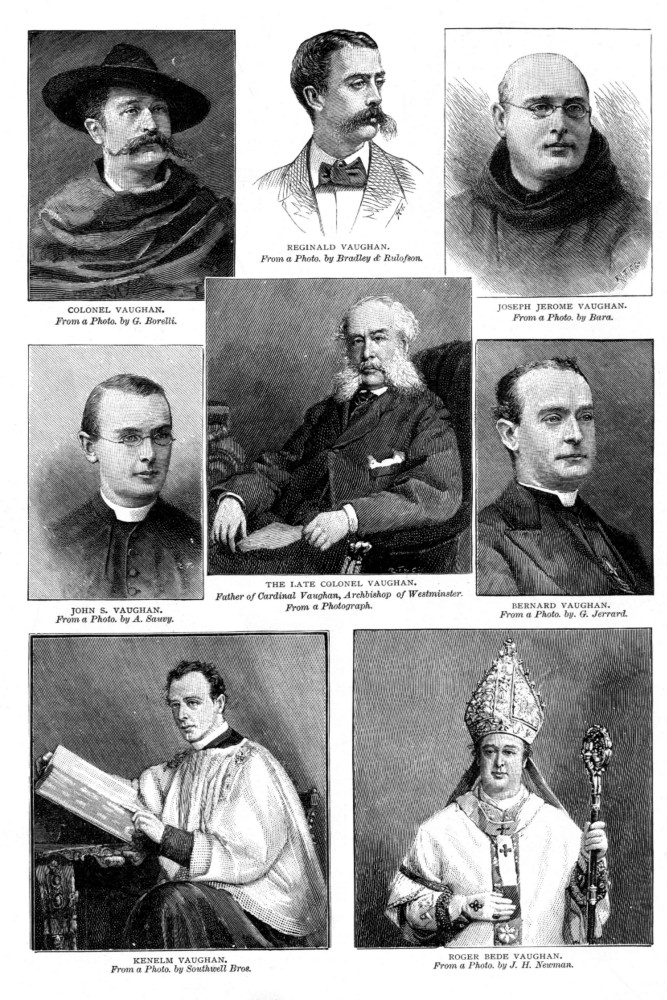 REGINALD VAUGHAN.
From a Photo. by Bradley & Rulofson.
COLONEL VAUGHAN.
From a Photo. by G. Borelli.
JOSEPH JEROME VAUGHAN.
From a Photo. by Bara.
THE LATE COLONEL VAUGHAN.
Father of Cardinal Vaughan, Archbishop of Westminster.
From a Photograph.
JOHN S. VAUGHAN.
From a Photo. by A. Sauvy.
BERNARD VAUGHAN.
From a Photo. by. G. Jerrard.
KENELM VAUGHAN.
From a Photo. by Southwell Bros.
ROGER BEDE VAUGHAN.
From a Photo. by J. H. Newman.